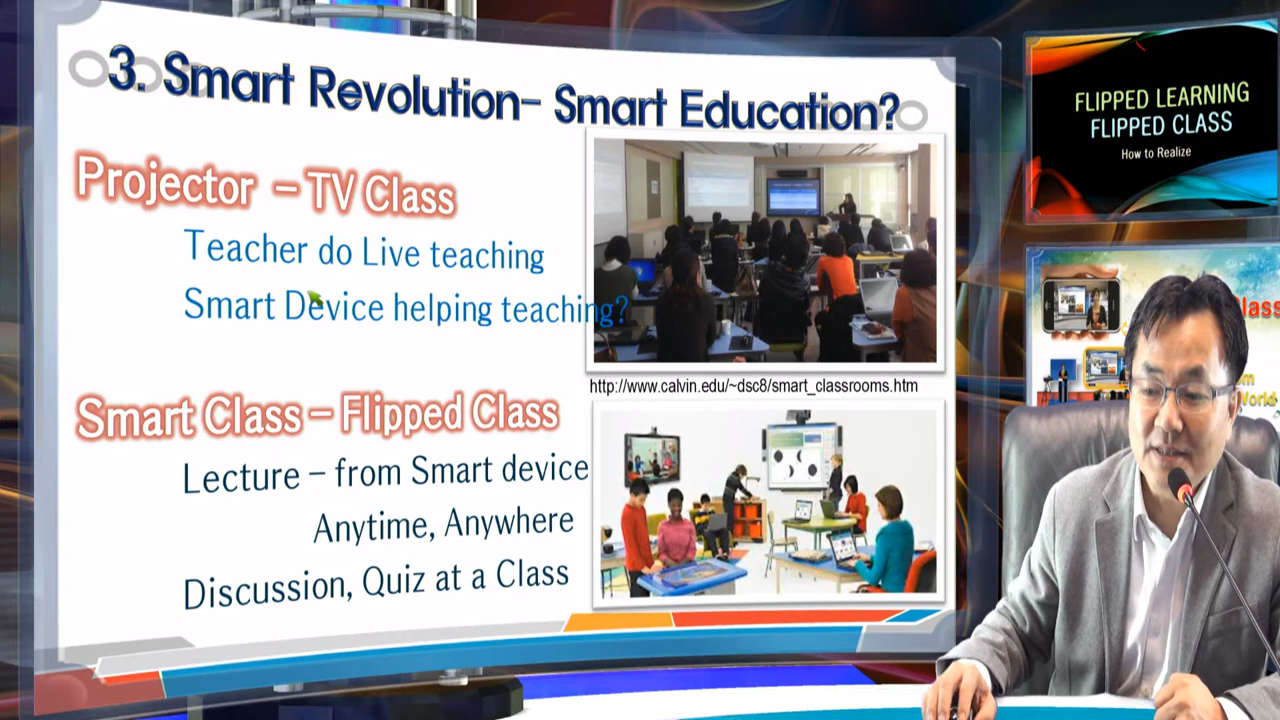 3. Smart Revolution– Smart Education?
Projector – TV Class
Teacher do Live teaching
Smart Device helping teaching?
http://www.calvin.edu/~dsc8/smart_classrooms.htm
Smart Class – Flipped Class
Lecture – from Smart device
Anytime, Anywhere
Discussion, Quiz at a Class
FLIPPED LEARNING
FLIPPED CLASS
How to Realize
World